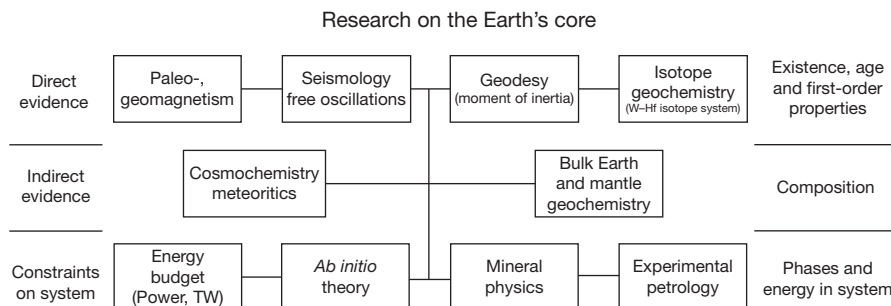 Research on the Earth's core
Direct
evidence
Paleo-,
geomagnetism
Seismology
free oscillations
Geodesy
(moment of inertia)
Isotope
geochemistry
(W–Hf isotope system)
Existence, age
and first-order
properties
Indirect
evidence
Cosmochemistry
meteoritics
Bulk Earth
and mantle
geochemistry
Composition
Constraints
on system
Energy
budget
(Power, TW)
Ab initio
theory
Mineral
physics
Experimental
petrology
Phases and
energy in system